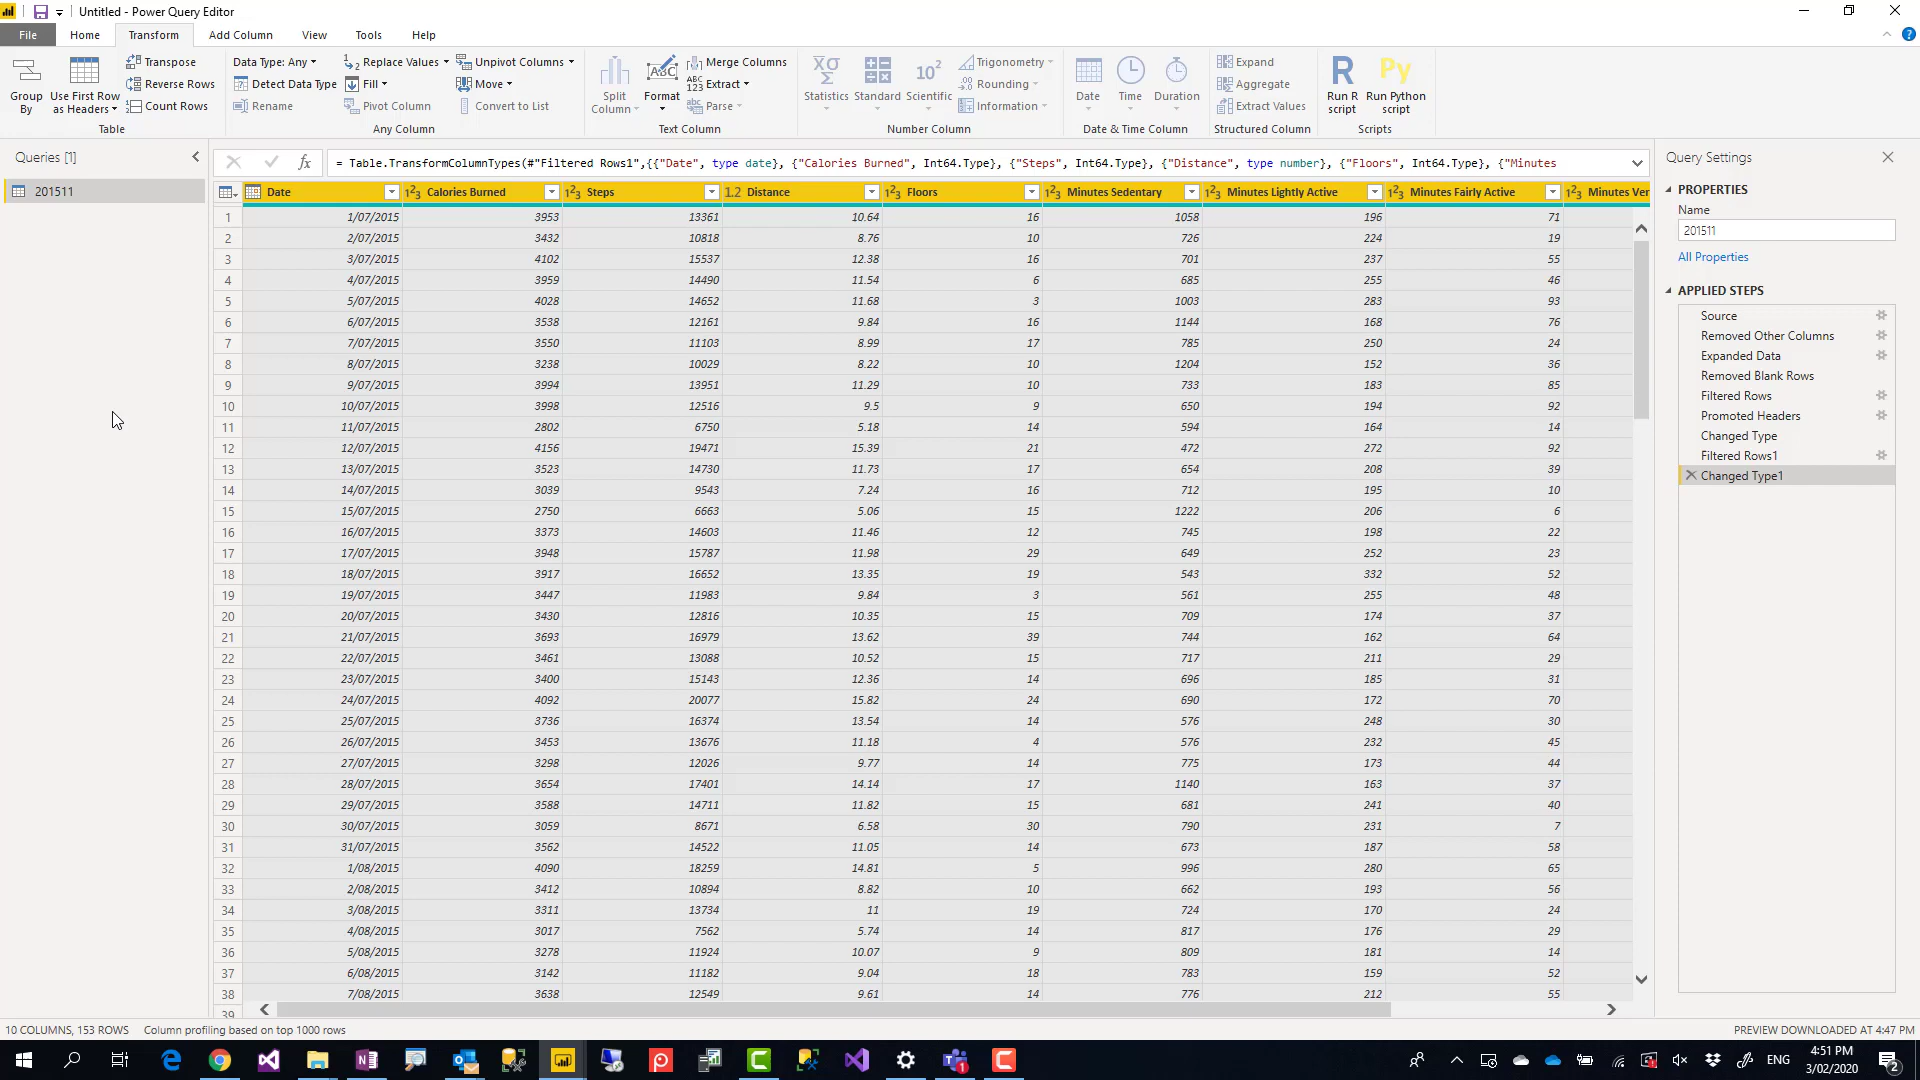 Untitled - Power Query Editor
File Home Transform Add Column View Tools Help
Group By
Use First Row as Headers
Transpose
Reverse Rows
Count Rows
Table
Data Type: Any
Detect Data Type
Rename
Replace Values
Fill
Pivot Column
Unpivot Columns
Move
Convert to List
Any Column
Split Column
Format
Merge Columns
Extract
Parse
Text Column
Statistics
Standard
Scientific
Trigonometry
Rounding
Information
Number Column
Date
Time
Duration
Date & Time Column
Expand
Aggregate
Extract Values
Structured Column
Run R script
Run Python script
Scripts
Queries [1]
201511
= Table.TransformColumnTypes(#"Filtered Rows1",{{"Date", type date}, {"Calories Burned", Int64.Type}, {"Steps", Int64.Type}, {"Distance", type number}, {"Floors", Int64.Type}, {"Minutes
Date Calories Burned Steps Distance Floors Minutes Sedentary Minutes Lightly Active Minutes Fairly Active Minutes Ver
1 1/07/2015 3953 13361 10.64 16 1058 196 71
2 2/07/2015 3432 10818 8.76 10 726 224 19
3 3/07/2015 4102 15537 12.38 16 701 237 55
4 4/07/2015 3959 14490 11.54 6 685 255 46
5 5/07/2015 4028 14652 11.68 3 1003 283 93
6 6/07/2015 3538 12161 9.84 16 1144 168 76
7 7/07/2015 3550 11103 8.99 17 785 250 24
8 8/07/2015 3238 10029 8.22 10 1204 152 36
9 9/07/2015 3994 13951 11.29 10 733 183 85
10 10/07/2015 3998 12516 9.5 9 650 194 92
11 11/07/2015 2802 6750 5.18 14 594 164 14
12 12/07/2015 4156 19471 15.39 21 472 272 92
13 13/07/2015 3523 14730 11.73 17 654 208 39
14 14/07/2015 3039 9543 7.24 16 712 195 10
15 15/07/2015 2750 6663 5.06 15 1222 206 6
16 16/07/2015 3373 14603 11.46 12 745 198 22
17 17/07/2015 3948 15787 11.98 29 649 252 23
18 18/07/2015 3917 16652 13.35 19 543 332 52
19 19/07/2015 3447 11983 9.84 3 561 255 48
20 20/07/2015 3430 12816 10.35 15 709 174 37
21 21/07/2015 3693 16979 13.62 39 744 162 64
22 22/07/2015 3461 13088 10.52 15 717 211 29
23 23/07/2015 3400 15143 12.36 14 696 185 31
24 24/07/2015 4092 20077 15.82 24 690 172 70
25 25/07/2015 3736 16374 13.54 14 576 248 30
26 26/07/2015 3453 13676 11.18 4 576 232 45
27 27/07/2015 3298 12026 9.77 14 775 173 44
28 28/07/2015 3654 17401 14.14 17 1140 163 37
29 29/07/2015 3588 14711 11.82 15 681 241 40
30 30/07/2015 3059 8671 6.58 30 790 231 7
31 31/07/2015 3562 14522 11.05 14 673 187 58
32 1/08/2015 4090 18259 14.81 5 996 280 65
33 2/08/2015 3412 10894 8.82 10 662 193 56
34 3/08/2015 3311 13734 11 19 724 170 24
35 4/08/2015 3017 7562 5.74 14 817 176 29
36 5/08/2015 3278 11924 10.07 9 809 181 14
37 6/08/2015 3142 11182 9.04 18 783 159 52
38 7/08/2015 3638 12549 9.61 14 776 212 55
39
Query Settings
PROPERTIES
Name
201511
All Properties
APPLIED STEPS
Source
Removed Other Columns
Expanded Data
Removed Blank Rows
Filtered Rows
Promoted Headers
Changed Type
Filtered Rows1
Changed Type1
10 COLUMNS, 153 ROWS Column profiling based on top 1000 rows
PREVIEW DOWNLOADED AT 4:47 PM
ENG
4:51 PM
3/02/2020
2